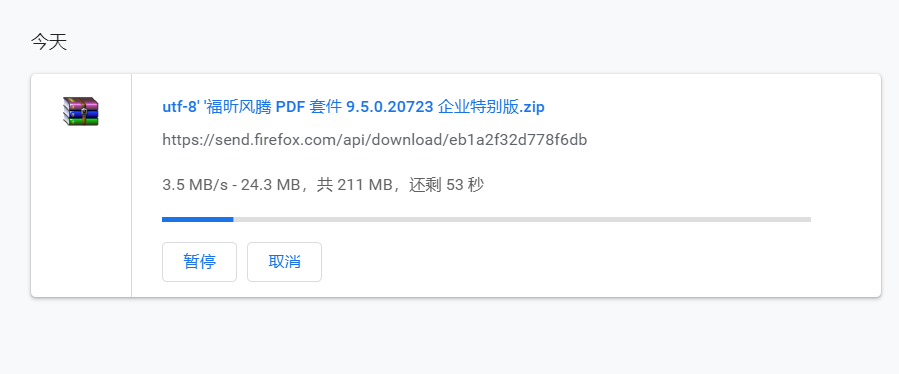 今天
utf-8' '福昕风腾 PDF 套件 9.5.0.20723 企业特别版.zip
https://send.firefox.com/api/download/eb1a2f32d778f6db
3.5 MB/s - 24.3 MB，共 211 MB，还剩 53 秒
暂停 取消